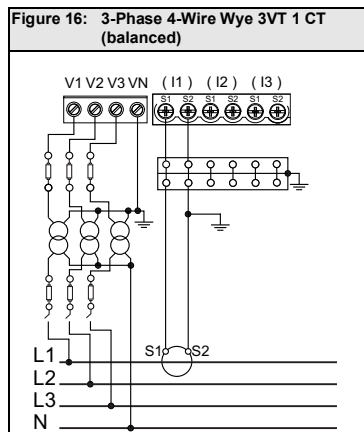 Figure 16: 3-Phase 4-Wire Wye 3VT 1 CT
(balanced)
V1 V2 V3 VN ( I1 ) ( I2 ) ( I3 )
S1 S2 S1 S2 S1 S2
S1 S2
L1
L2
L3
N